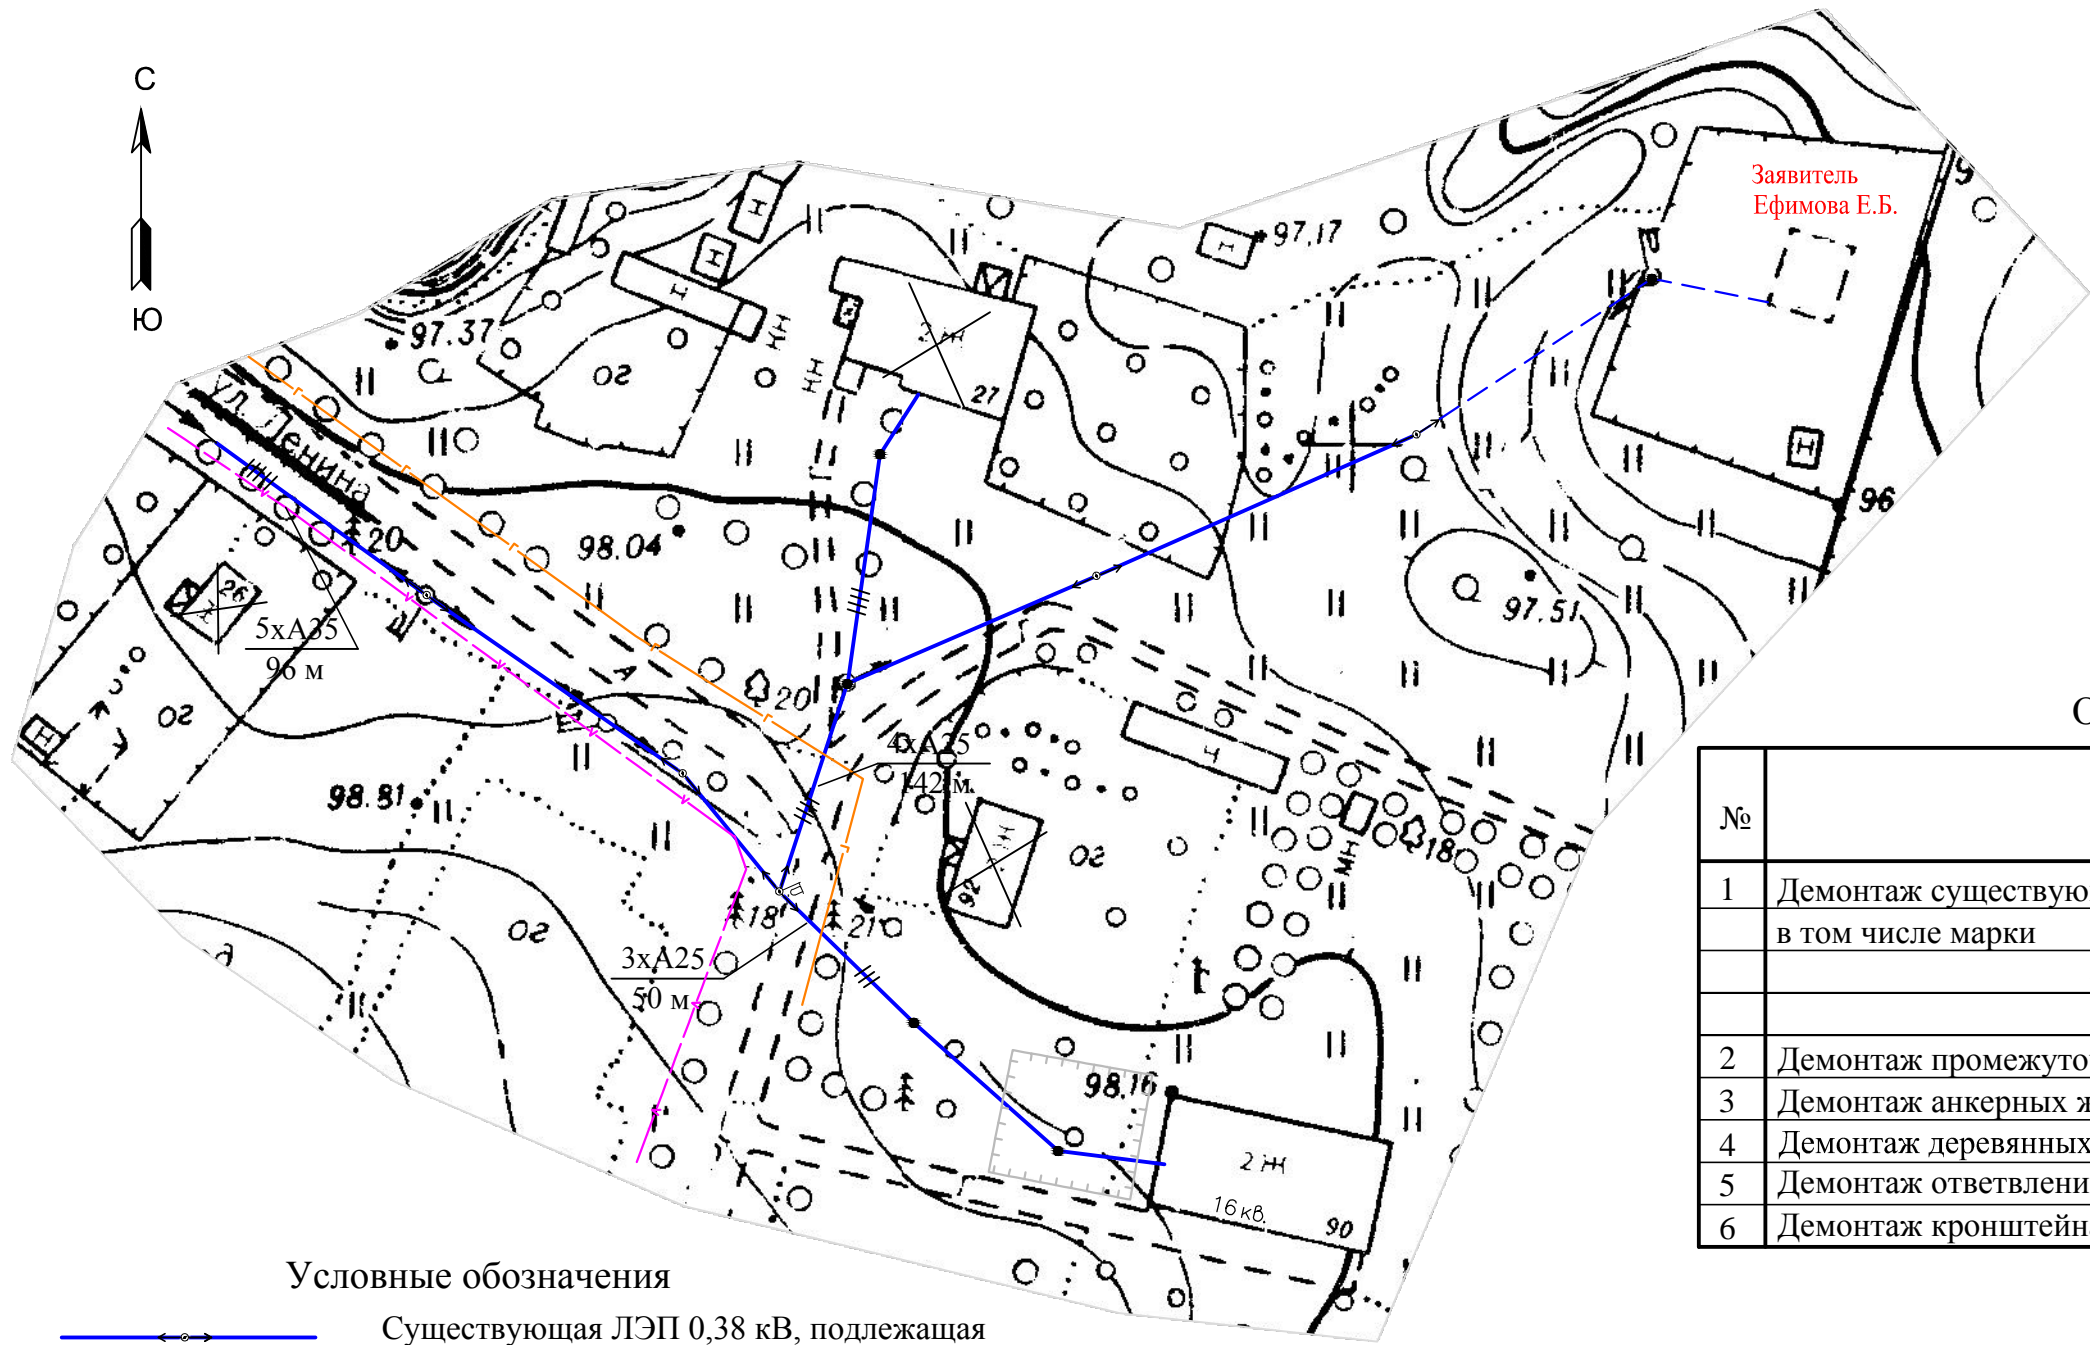 С
Ю
Заявитель
Ефимова Е.Б.
97.17
97.37
ул. Ленина
27
96
98.04
20
26
5хА35
96 м
97.51
20
4хА25
142 м
98.81
18
92
18
21
3хА25
50 м
98.16
2 Ж
16 кв.
90
№
1 Демонтаж существую
в том числе марки
2 Демонтаж промежуто
3 Демонтаж анкерных ж
4 Демонтаж деревянных
5 Демонтаж ответвлени
6 Демонтаж кронштейн
Условные обозначения
Существующая ЛЭП 0,38 кВ, подлежащая